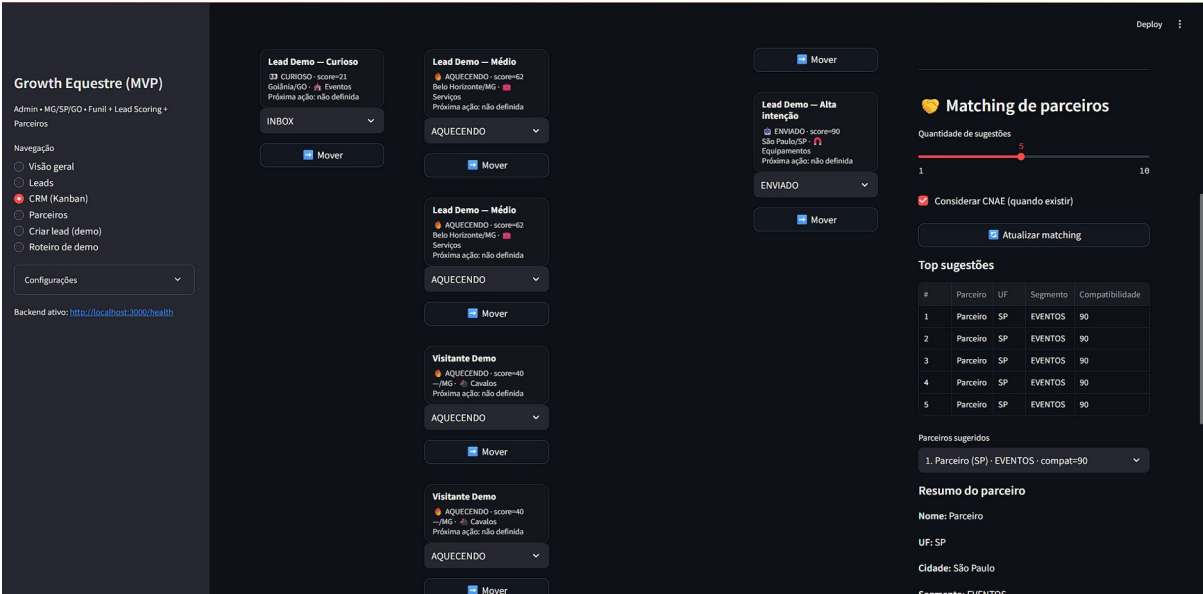 Deploy
Growth Equestre (MVP)
Admin • MG/SP/GO • Funil + Lead Scoring +
Parceiros
Navegação
Visão geral
Leads
CRM (Kanban)
Parceiros
Criar lead (demo)
Roteiro de demo
Configurações
Backend ativo: http://localhost:3000/health
Lead Demo — Curioso
CURIOSO · score=21
Goiânia/GO · Eventos
Próxima ação: não definida
INBOX
Mover
Lead Demo — Médio
AQUECENDO · score=62
Belo Horizonte/MG ·
Serviços
Próxima ação: não definida
AQUECENDO
Mover
Lead Demo — Médio
AQUECENDO · score=62
Belo Horizonte/MG ·
Serviços
Próxima ação: não definida
AQUECENDO
Mover
Visitante Demo
AQUECENDO · score=40
—/MG · Cavalos
Próxima ação: não definida
AQUECENDO
Mover
Visitante Demo
AQUECENDO · score=40
—/MG · Cavalos
Próxima ação: não definida
AQUECENDO
Mover
Mover
Lead Demo — Alta
intenção
ENVIADO · score=90
São Paulo/SP ·
Equipamentos
Próxima ação: não definida
ENVIADO
Mover
Matching de parceiros
Quantidade de sugestões
5
1 10
Considerar CNAE (quando existir)
Atualizar matching
Top sugestões
# Parceiro UF Segmento Compatibilidade
1 Parceiro SP EVENTOS 90
2 Parceiro SP EVENTOS 90
3 Parceiro SP EVENTOS 90
4 Parceiro SP EVENTOS 90
5 Parceiro SP EVENTOS 90
Parceiros sugeridos
1. Parceiro (SP) · EVENTOS · compat=90
Resumo do parceiro
Nome: Parceiro
UF: SP
Cidade: São Paulo
Segmento: EVENTOS